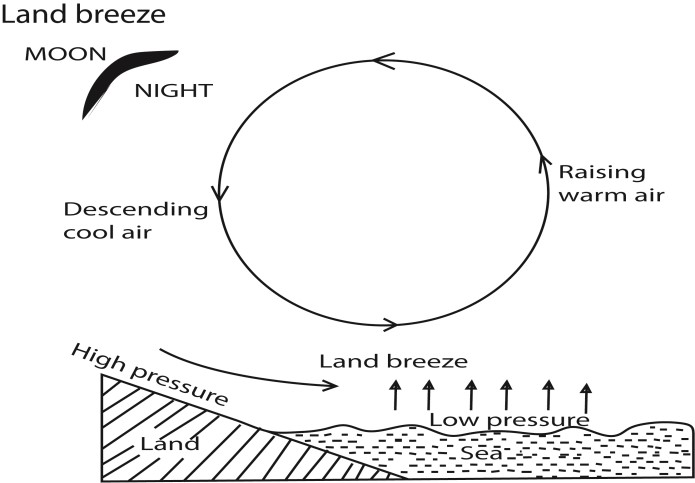 Land breeze
MOON
NIGHT
Raising
warm air
Descending
cool air
High pressure
Land breeze
Low pressure
Land
Sea